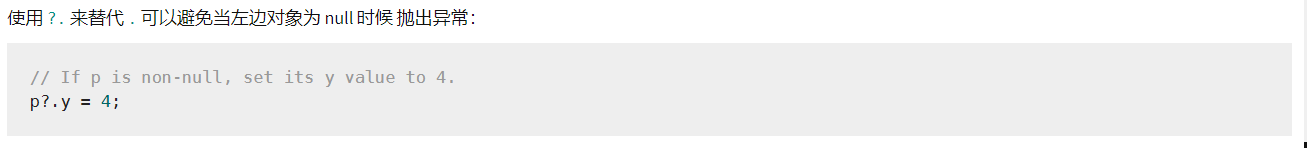 使用 ?. 来替代 . 可以避免当左边对象为 null 时候 抛出异常：
// If p is non-null, set its y value to 4.
p?.y = 4;